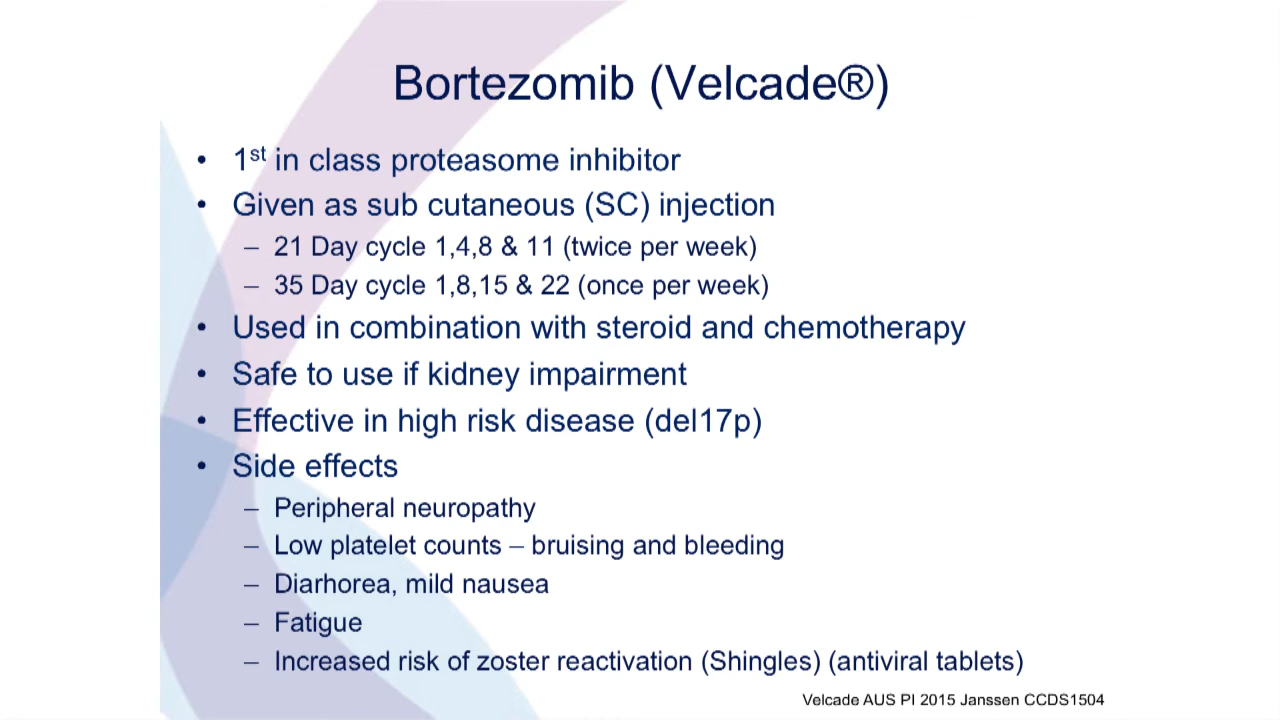 Bortezomib (Velcade®)
• 1st in class proteasome inhibitor
• Given as sub cutaneous (SC) injection
– 21 Day cycle 1,4,8 & 11 (twice per week)
– 35 Day cycle 1,8,15 & 22 (once per week)
• Used in combination with steroid and chemotherapy
• Safe to use if kidney impairment
• Effective in high risk disease (del17p)
• Side effects
– Peripheral neuropathy
– Low platelet counts – bruising and bleeding
– Diarhorea, mild nausea
– Fatigue
– Increased risk of zoster reactivation (Shingles) (antiviral tablets)
Velcade AUS PI 2015 Janssen CCDS1504